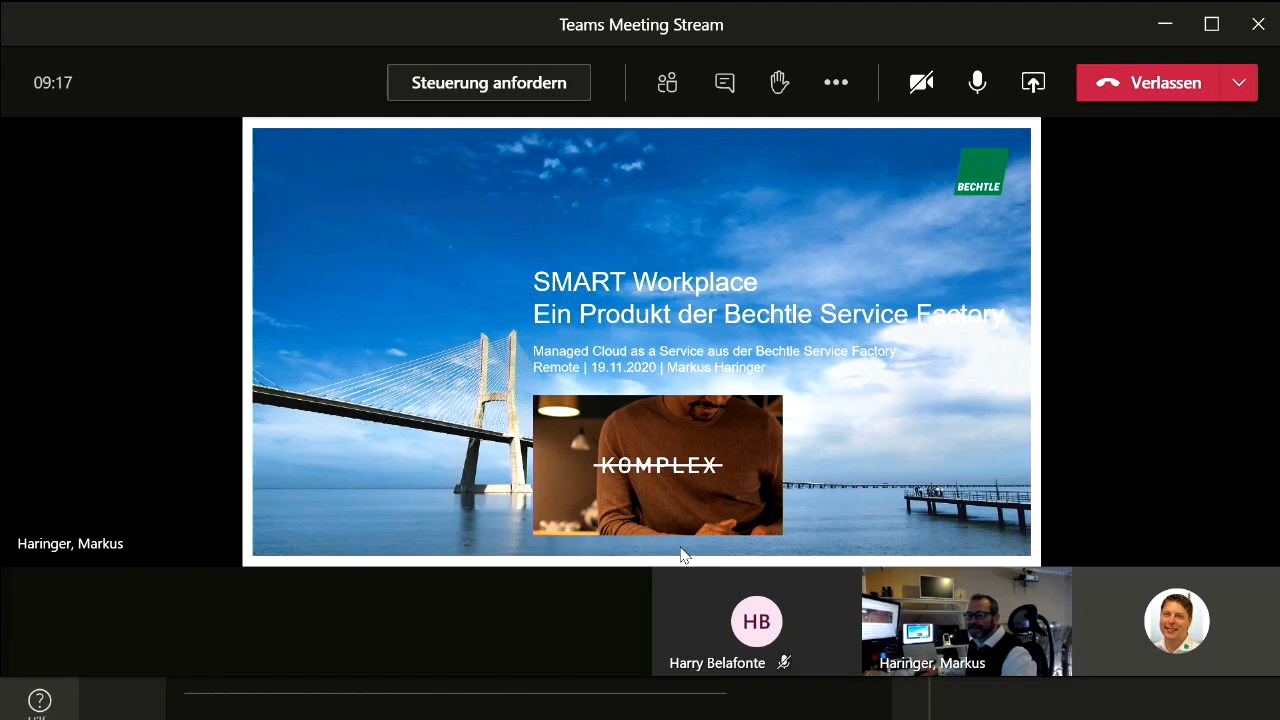 Teams Meeting Stream
09:17
Steuerung anfordern
Verlassen
BECHTLE
SMART Workplace
Ein Produkt der Bechtle Service Factory
Managed Cloud as a Service aus der Bechtle Service Factory
Remote | 19.11.2020 | Markus Haringer
KOMPLEX
Haringer, Markus
HB
Harry Belafonte
Haringer, Markus
?